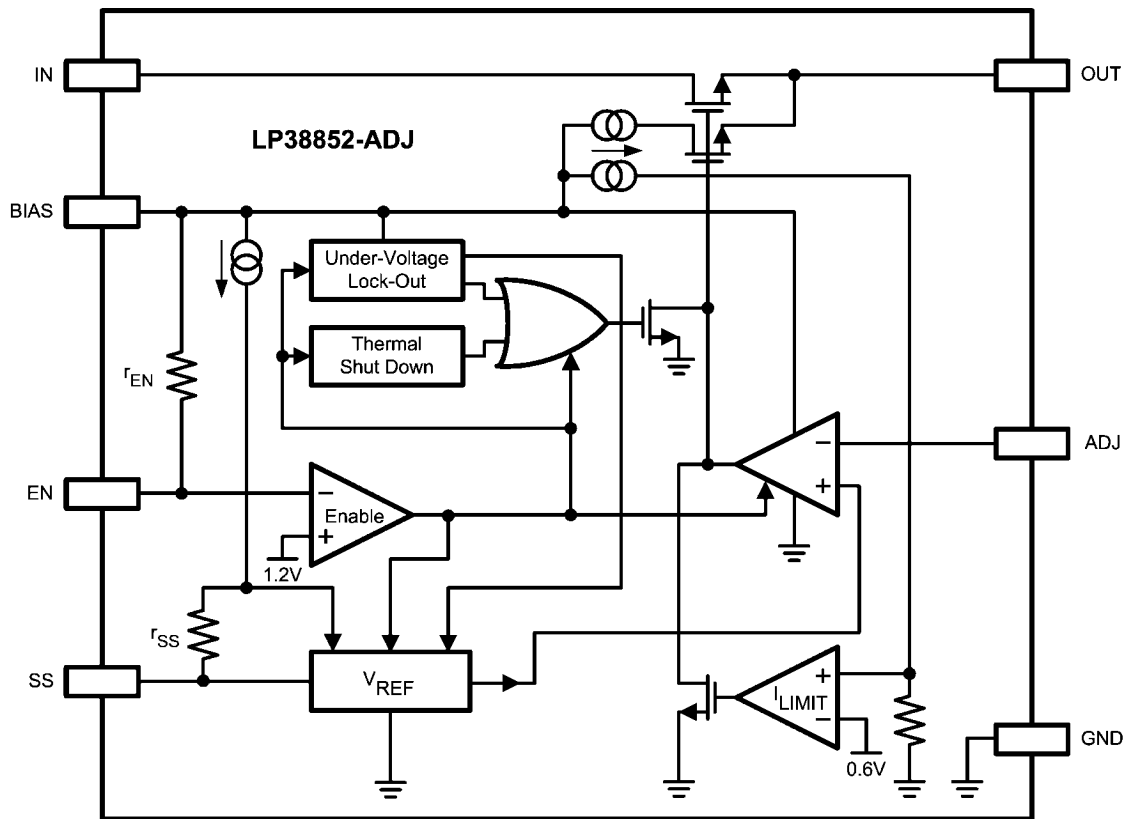 IN
OUT
LP38852-ADJ
BIAS
Under-Voltage
Lock-Out
Thermal
Shut Down
rEN
ADJ
−
+
EN
−
Enable
+
1.2V
rSS
SS
VREF
+
ILIMIT
−
0.6V
GND